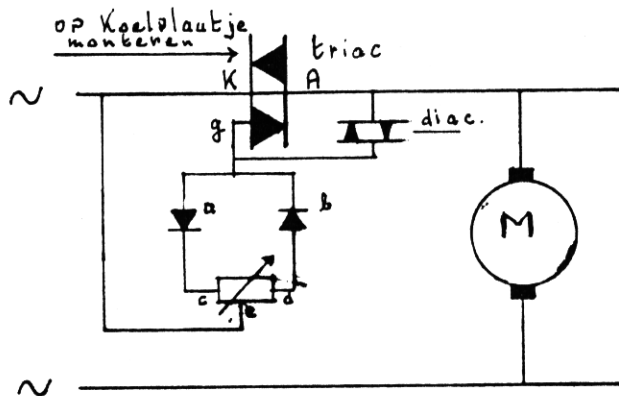 op Koelplaatje
monteren
triac
K A
~
g
diac.
a b
M
c d
e
~